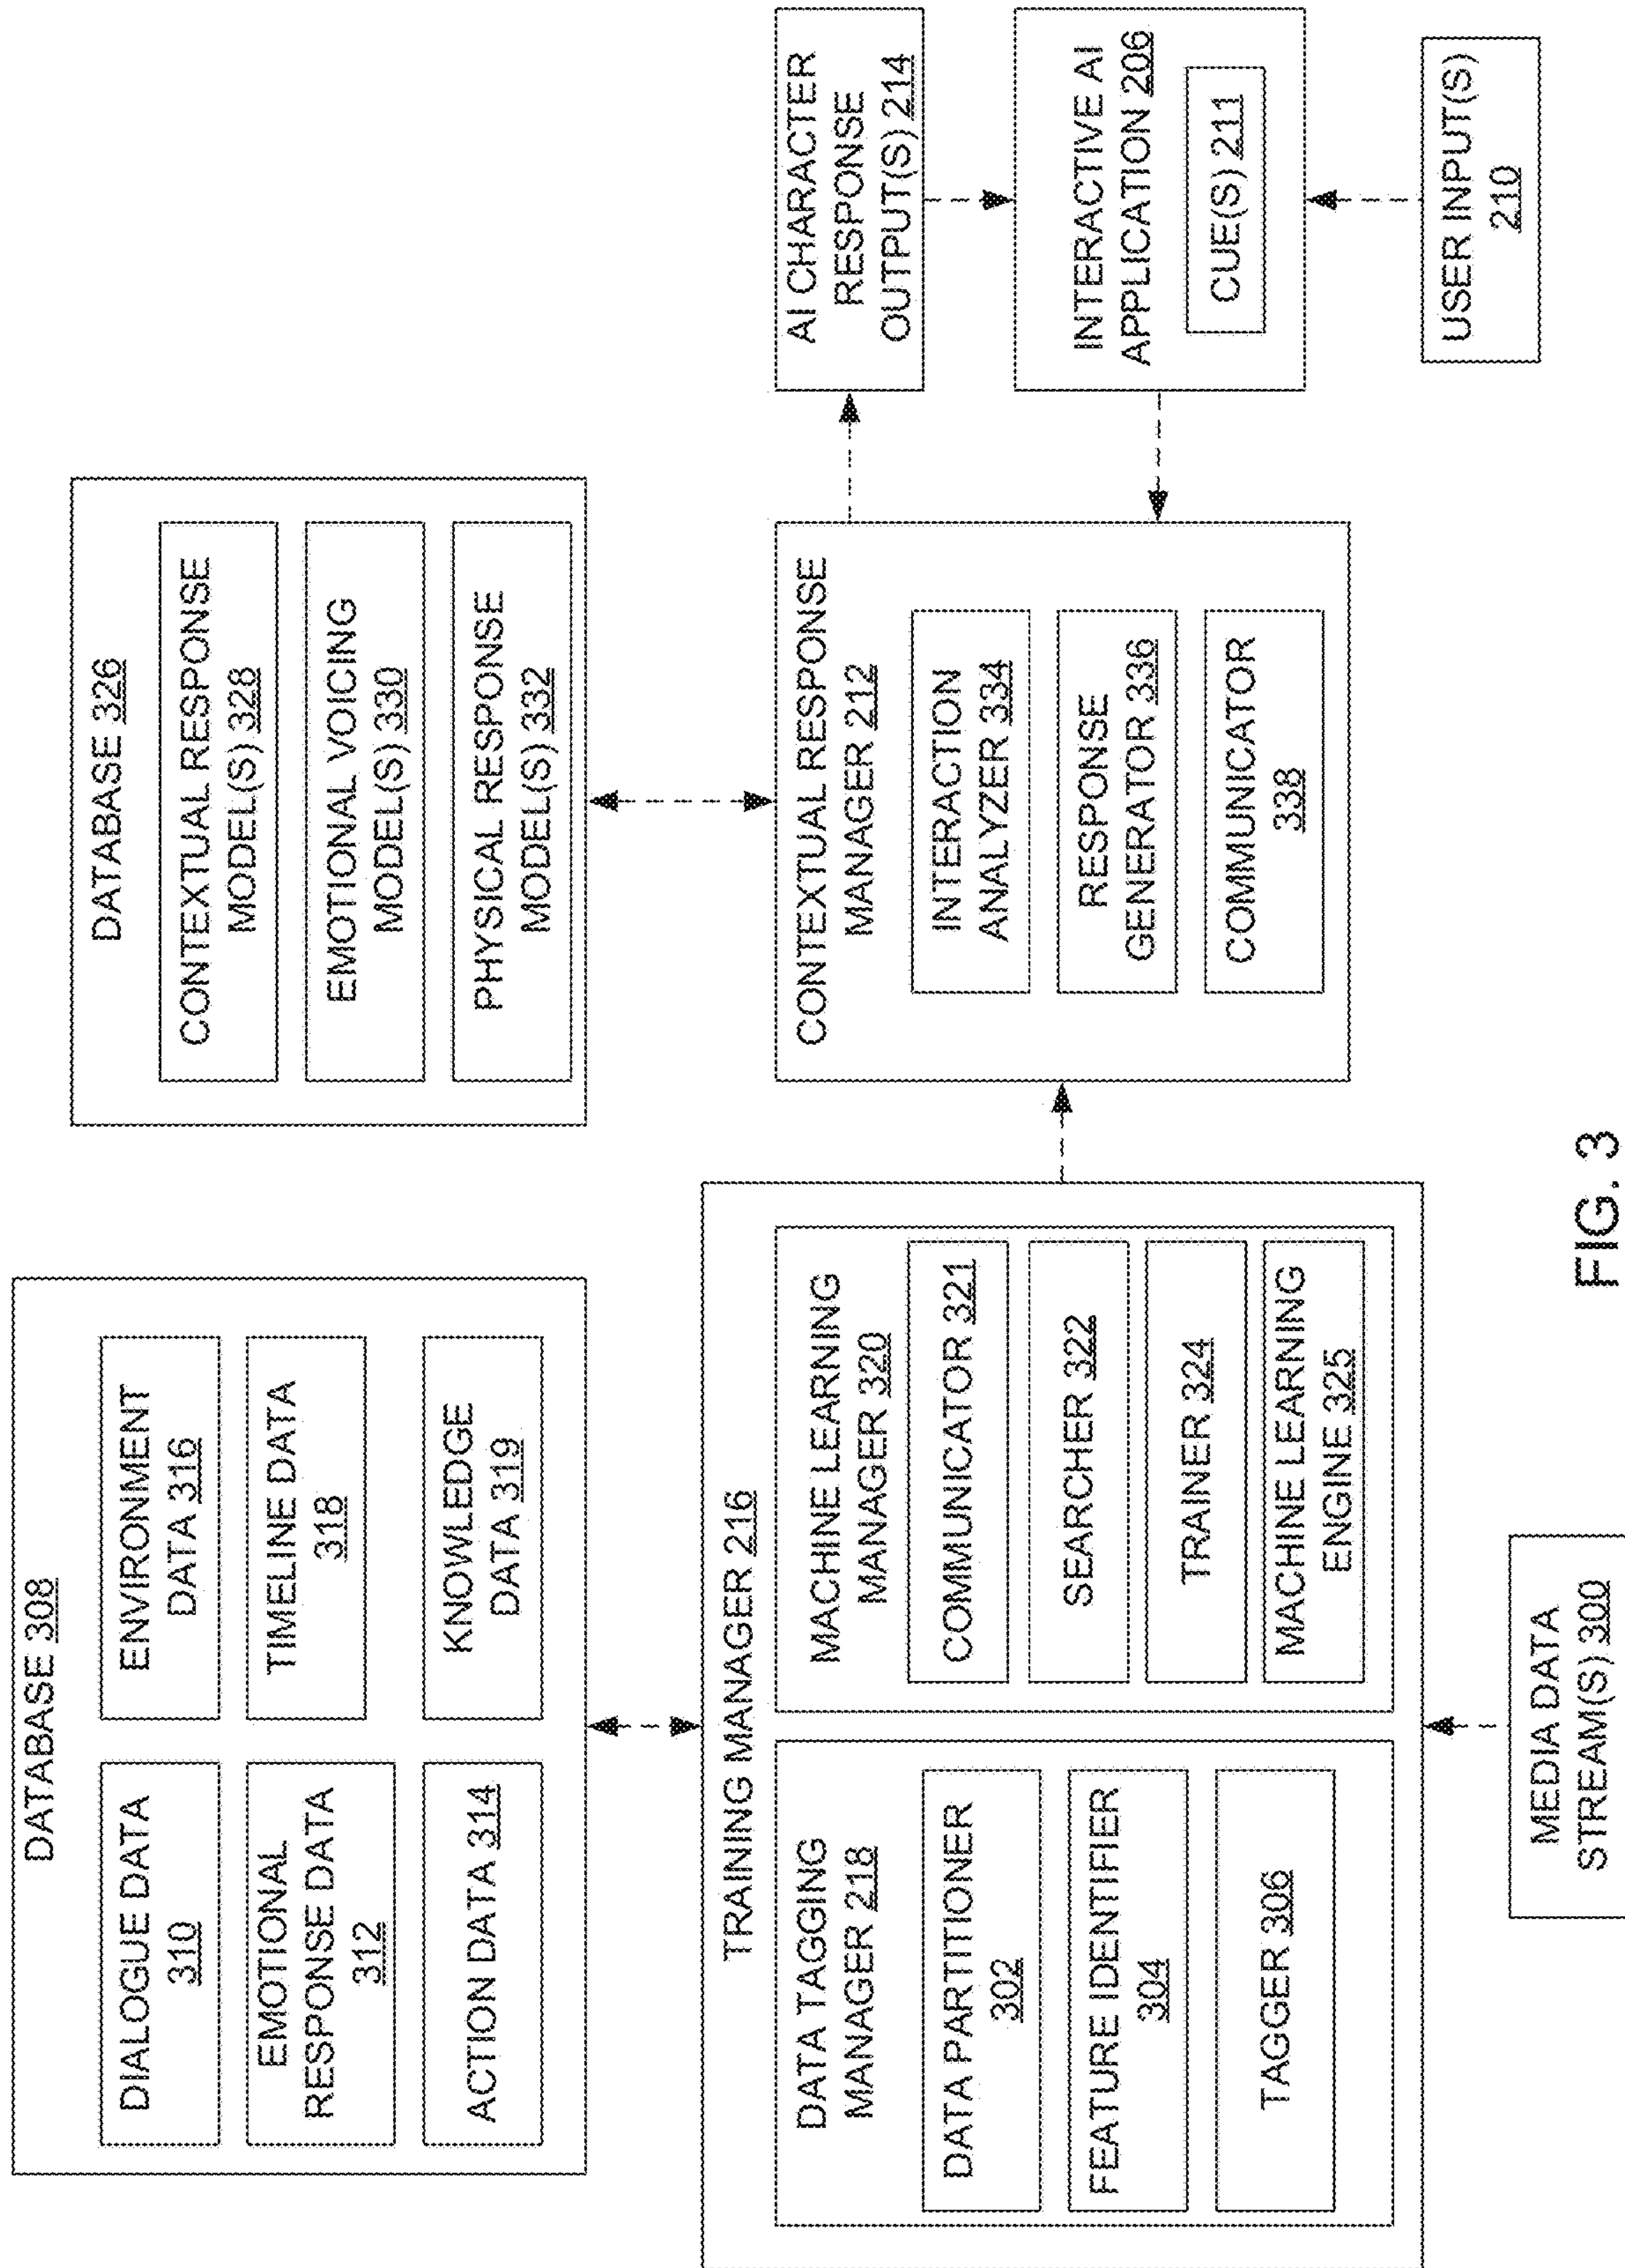 DATABASE 308
DIALOGUE DATA
310
EMOTIONAL
RESPONSE DATA
312
ACTION DATA 314
ENVIRONMENT
DATA 316
TIMELINE DATA
318
KNOWLEDGE
DATA 319
DATABASE 326
CONTEXTUAL RESPONSE
MODEL(S) 328
EMOTIONAL VOICING
MODEL(S) 330
PHYSICAL RESPONSE
MODEL(S) 332
TRAINING MANAGER 216
DATA TAGGING
MANAGER 218
DATA PARTITIONER
302
FEATURE IDENTIFIER
304
TAGGER 306
MACHINE LEARNING
MANAGER 320
COMMUNICATOR 321
SEARCHER 322
TRAINER 324
MACHINE LEARNING
ENGINE 325
CONTEXTUAL RESPONSE
MANAGER 212
INTERACTION
ANALYZER 334
RESPONSE
GENERATOR 336
COMMUNICATOR
338
AI CHARACTER
RESPONSE
OUTPUT(S) 214
INTERACTIVE AI
APPLICATION 206
CUE(S) 211
USER INPUT(S)
210
MEDIA DATA
STREAM(S) 300
FIG. 3